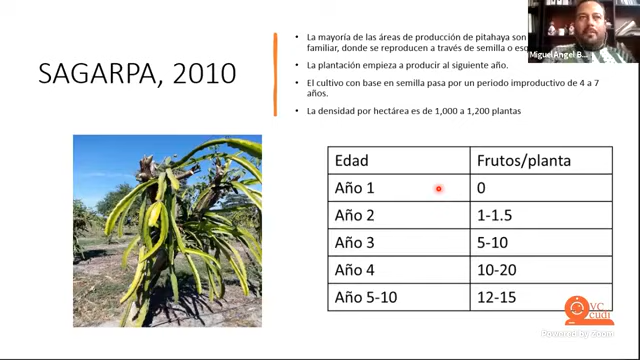 SAGARPA, 2010
• La mayoría de las áreas de producción de pitahaya son
familiar, donde se reproducen a través de semilla o
• La plantación empieza a producir al siguiente año.
• El cultivo con base en semilla pasa por un periodo improductivo de 4 a 7
años.
• La densidad por hectárea es de 1,000 a 1,200 plantas
Miguel Angel B...
Edad Frutos/planta
Año 1 0
Año 2 1-1.5
Año 3 5-10
Año 4 10-20
Año 5-10 12-15
VC
cudi
Powered by Zoom